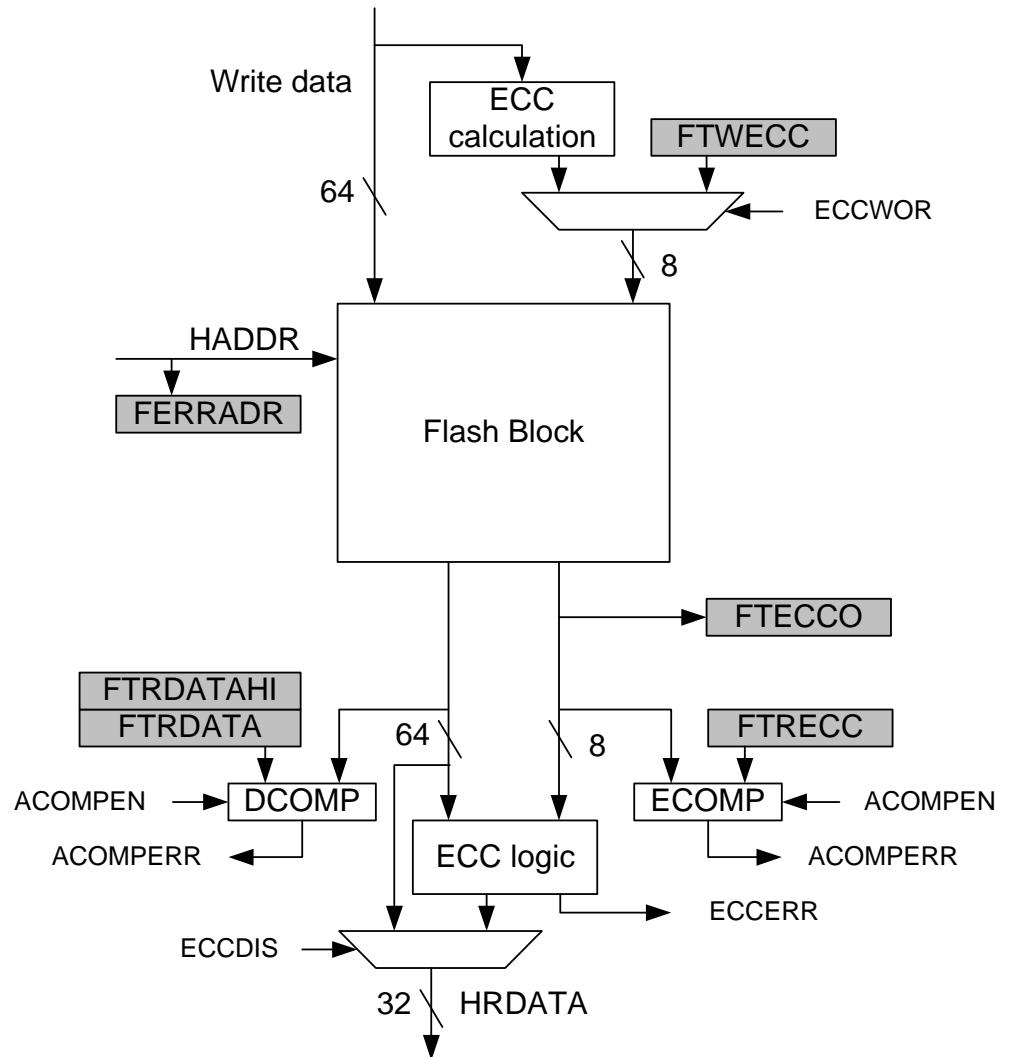 Write data
ECC
calculation
FTWECC
64
ECCWOR
8
HADDR
FERRADR
Flash Block
FTECCO
FTRDATAHI
FTRDATA
64
8
FTRECC
ACOMPEN
DCOMP
ECOMP
ACOMPEN
ACOMPERR
ECC logic
ACOMPERR
ECCERR
ECCDIS
32
HRDATA